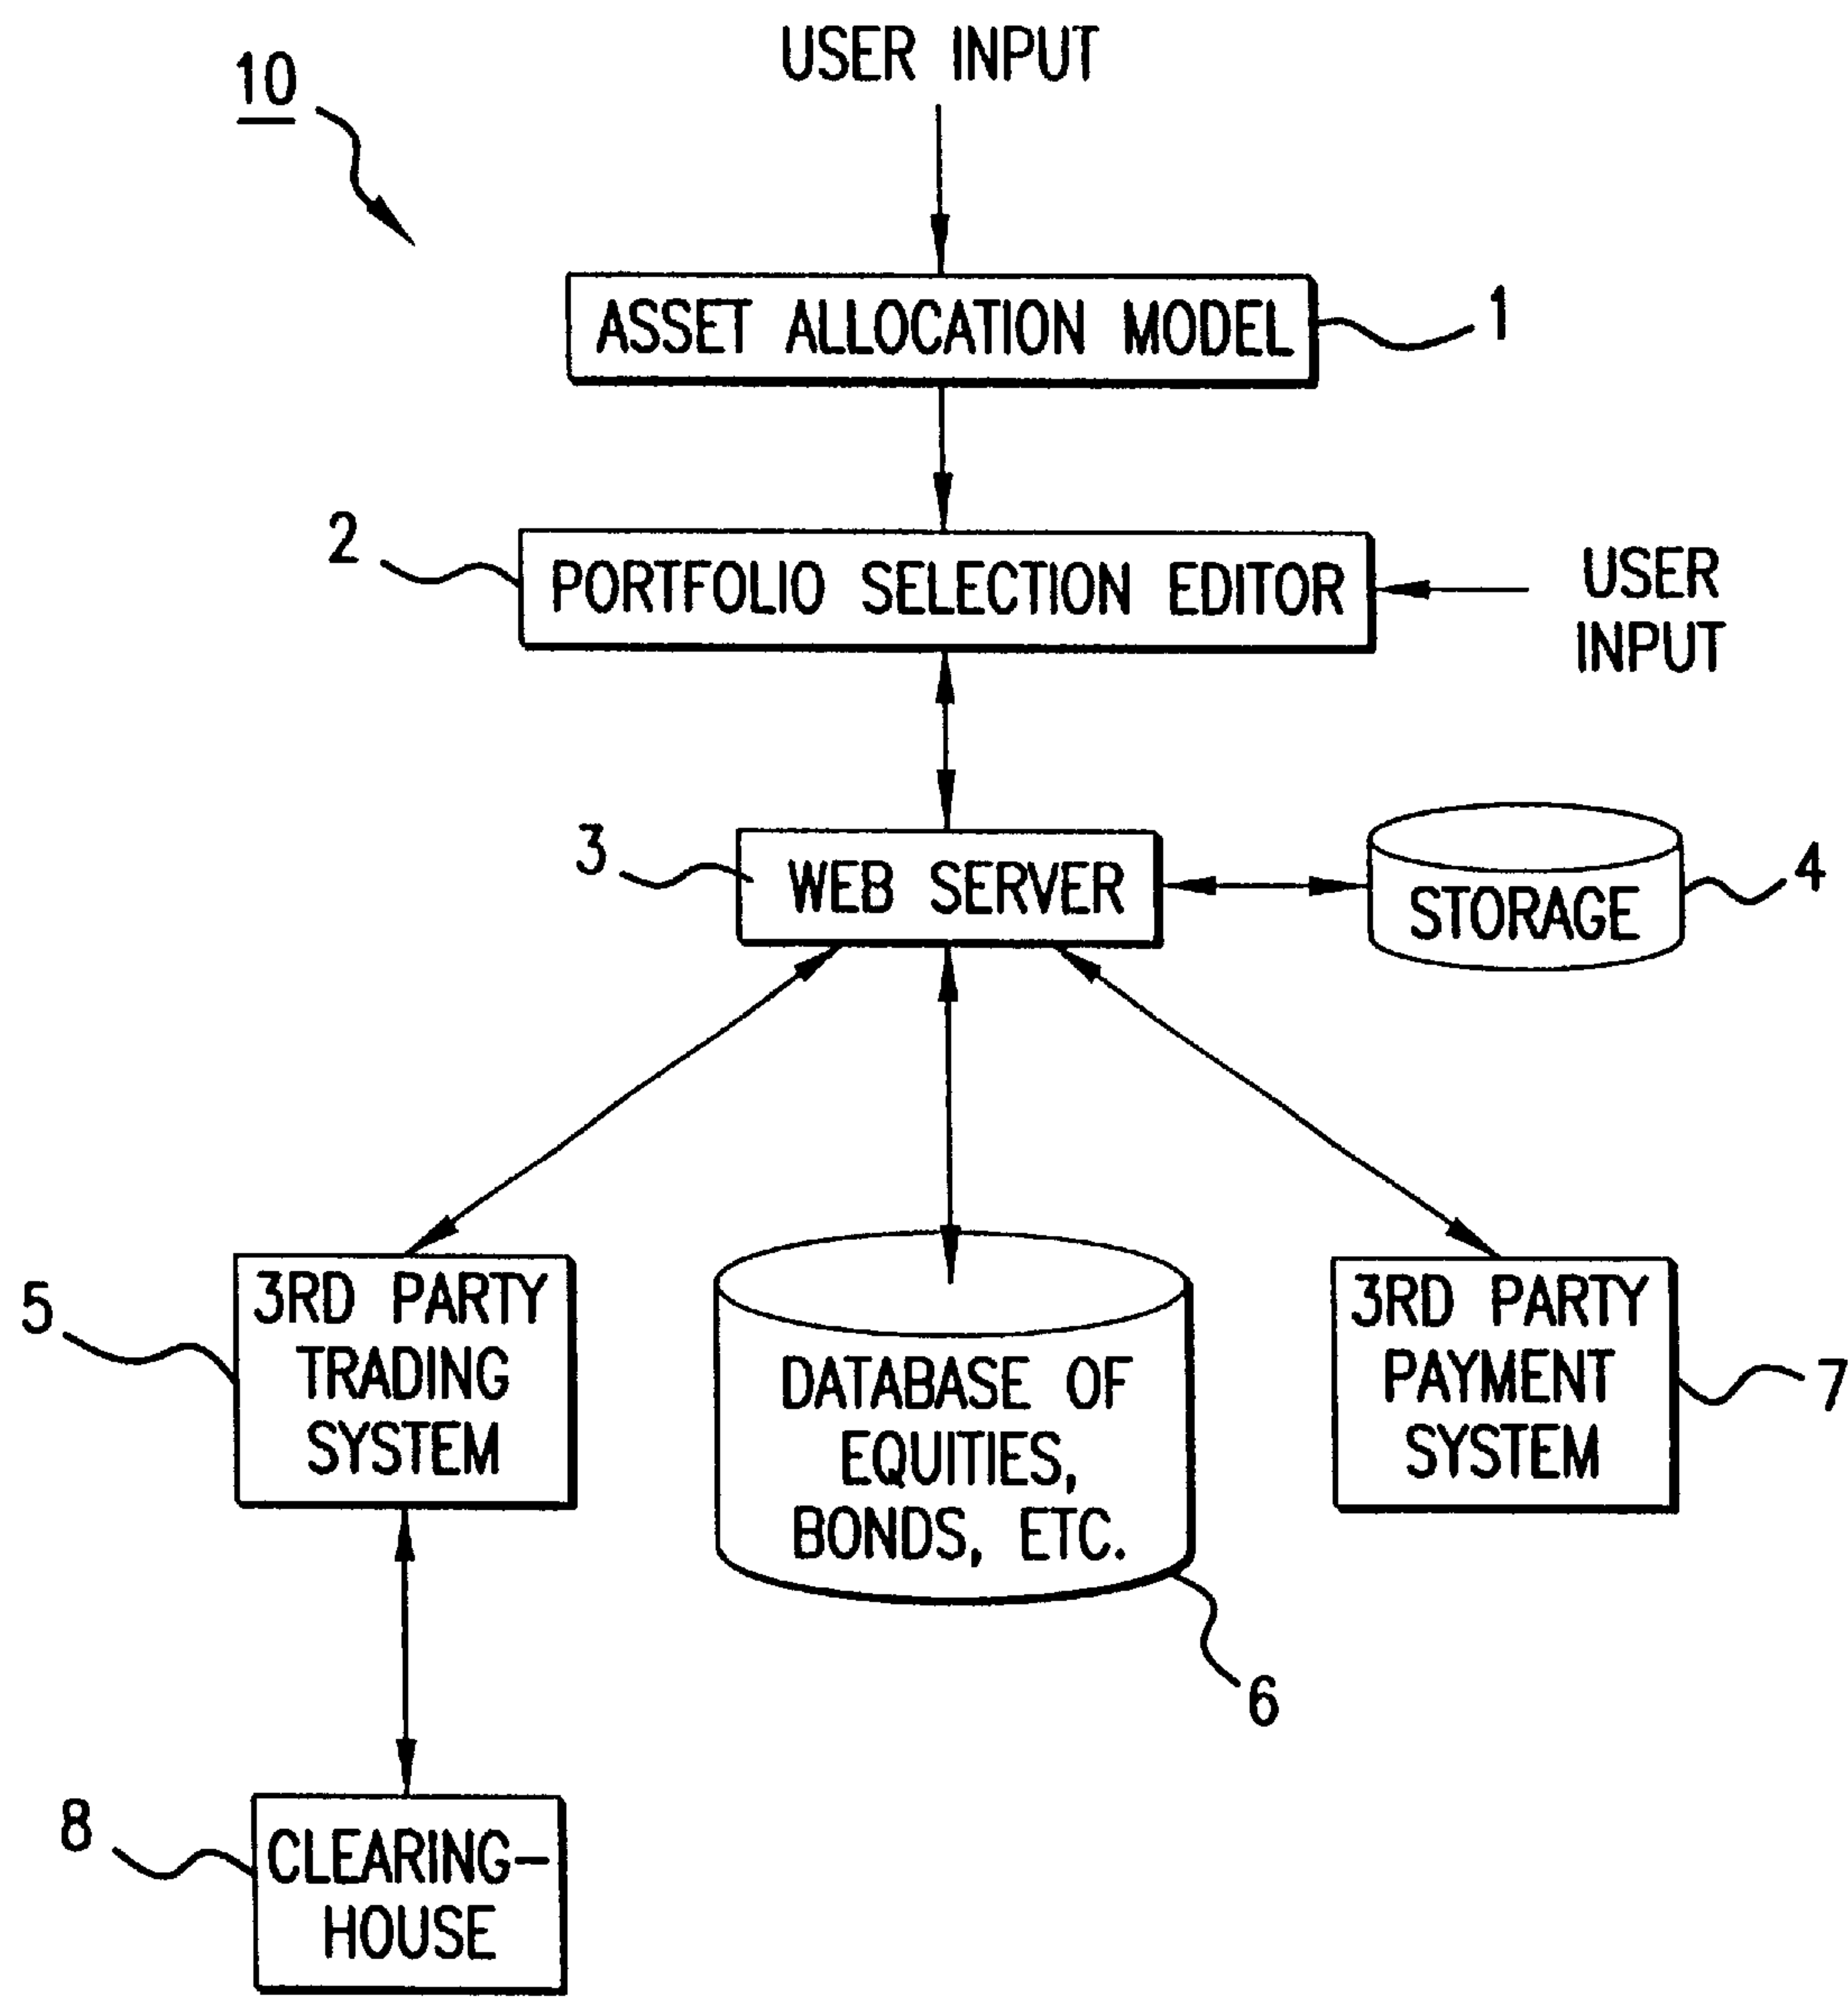 USER INPUT
10
ASSET ALLOCATION MODEL
1
2
PORTFOLIO SELECTION EDITOR
USER
INPUT
3
WEB SERVER
STORAGE
4
5
3RD PARTY
TRADING
SYSTEM
DATABASE OF
EQUITIES,
BONDS, ETC.
6
3RD PARTY
PAYMENT
SYSTEM
7
8
CLEARING-
HOUSE